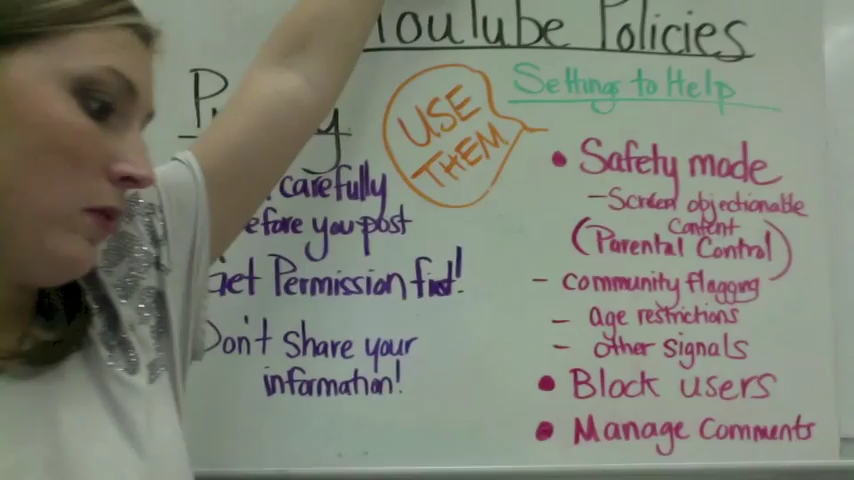 YouTube Policies
carefully
efore you post
Get Permission first!
Don't share your
information!
USE
THEM
Settings to Help
• Safety mode
- Screen objectionable
content
(Parental Control)
- community flagging
- age restrictions
- other signals
• Block users
• Manage comments